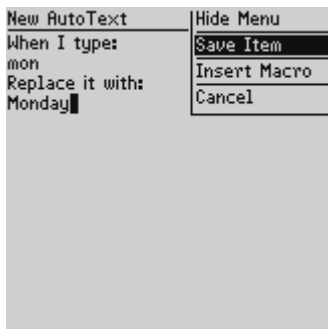 New AutoText
When I type:
mon
Replace it with:
Monday
Hide Menu
Save Item
Insert Macro
Cancel